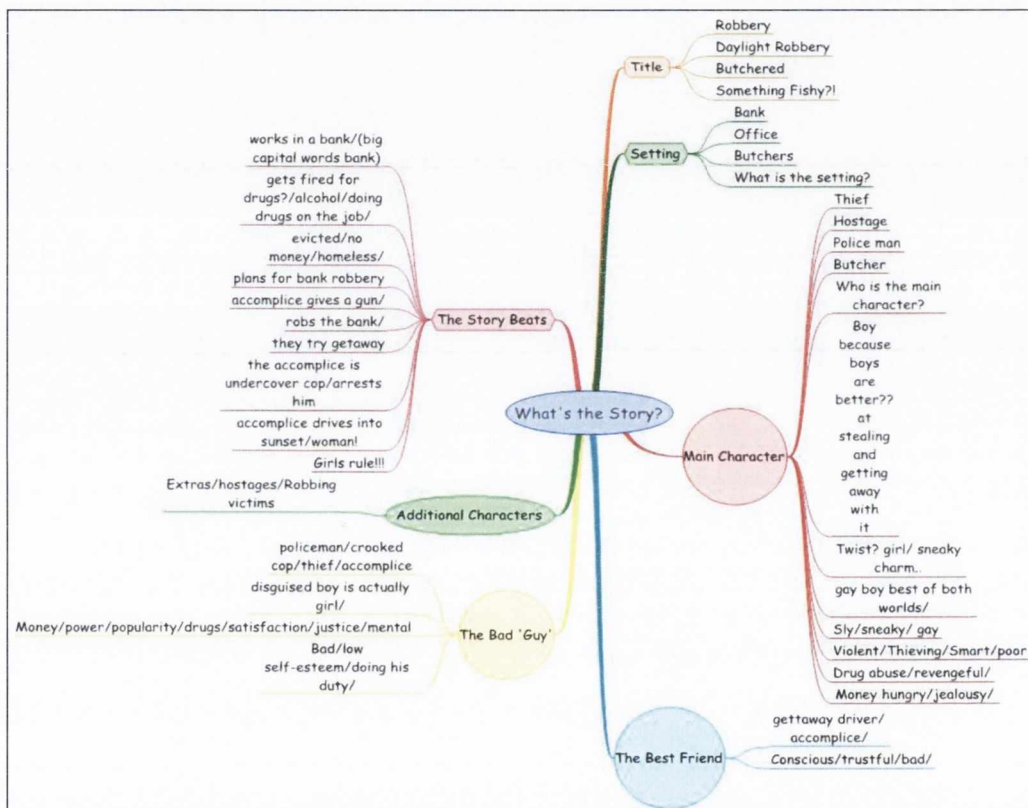 What's the Story?
Title
Robbery
Daylight Robbery
Butchered
Something Fishy?!
Setting
Bank
Office
Butchers
What is the setting?
Main Character
Thief
Hostage
Police man
Butcher
Who is the main
character?
Boy
because
boys
are
better??
at
stealing
and
getting
away
with
it
Twist? girl/ sneaky
charm..
gay boy best of both
worlds/
Sly/sneaky/ gay
Violent/Thieving/Smart/poor
Drug abuse/revengeful/
Money hungry/jealousy/
The Best Friend
gettaway driver/
accomplice/
Conscious/trustful/bad/
The Bad 'Guy'
policeman/crooked
cop/thief/accomplice
disguised boy is actually
girl/
Money/power/popularity/drugs/satisfaction/justice/mental
Bad/low
self-esteem/doing his
duty/
Additional Characters
Extras/hostages/Robbing
victims
The Story Beats
works in a bank/(big
capital words bank)
gets fired for
drugs?/alcohol/doing
drugs on the job/
evicted/no
money/homeless/
plans for bank robbery
accomplice gives a gun/
robs the bank/
they try getaway
the accomplice is
undercover cop/arrests
him
accomplice drives into
sunset/woman!
Girls rule!!!